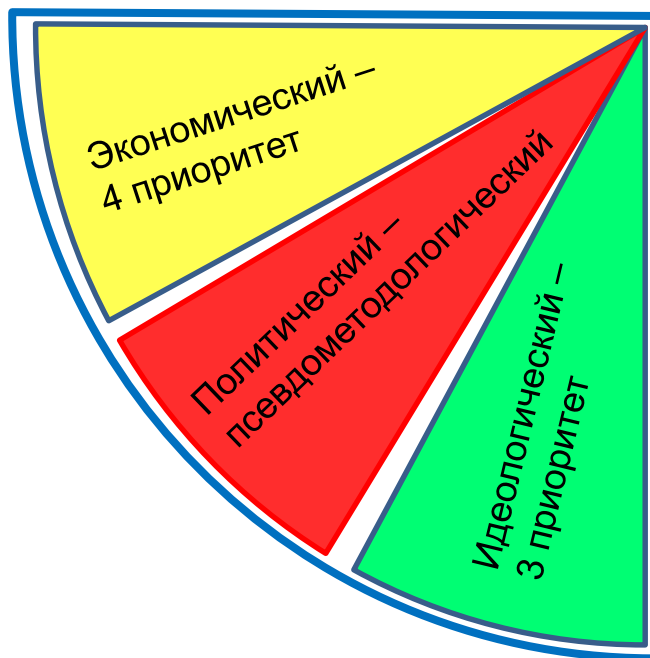 Экономический –
4 приоритет
Политический –
псевдометодологический
Идеологический –
3 приоритет